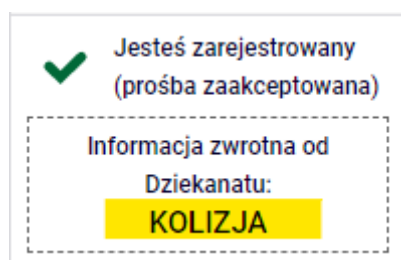 Jesteś zarejestrowany
(prośba zaakceptowana)
Informacja zwrotna od
Dziekanatu:
KOLIZJA